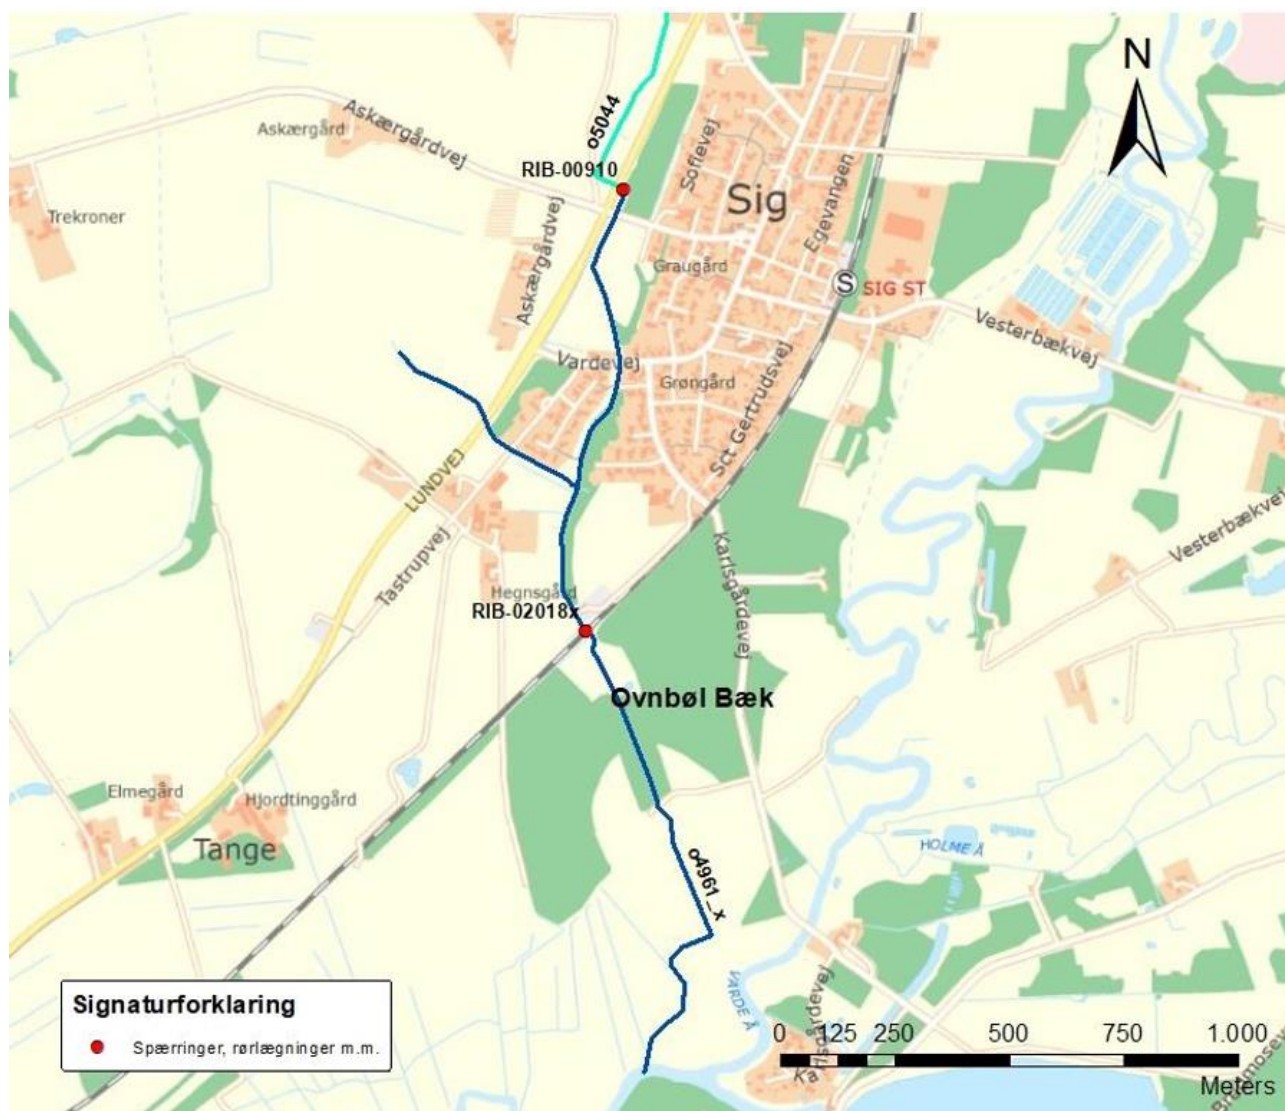 N
o5044
Askærgårdvej
Askærgård
RIB-00910
Sofievej
Sig
Egevangen
Trekroner
Askærgårdvej
Graugård
S
SIG ST
Vesterbækvej
Vardevej
Grøngård
Sct Gertrudsvej
LUNDVEJ
Tastrupvej
Karlsgårdevej
Vesterbækvej
Hegnsgård
RIB-02018x
Ovnbøl Bæk
Elmegård
Hjordtinggård
Tange
HOLME Å
o4961_x
VARDE Å
Signaturforklaring
Spærringer, rørlægninger m.m.
0 125 250 500 750 1.000
Meters